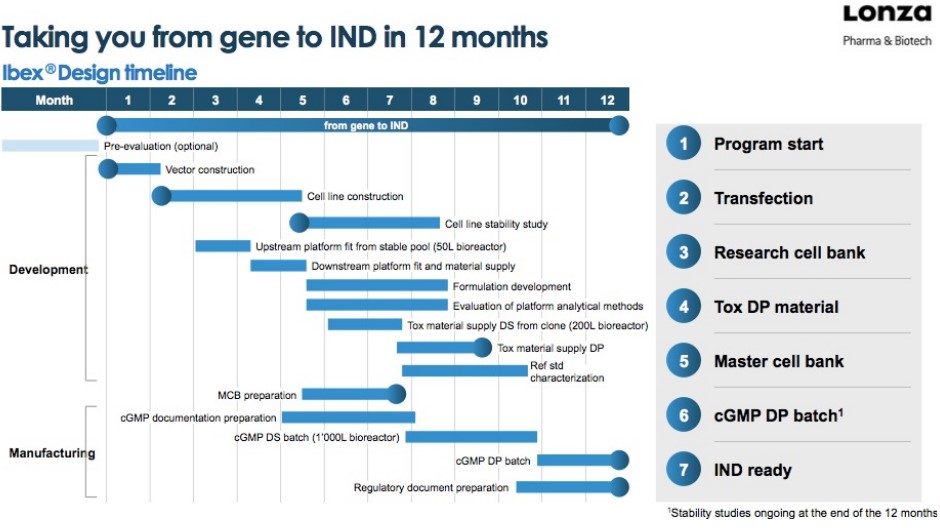 Lonza
Pharma & Biotech
Taking you from gene to IND in 12 months
Ibex® Design timeline
Month 1 2 3 4 5 6 7 8 9 10 11 12
from gene to IND
Pre-evaluation (optional)
Vector construction
Cell line construction
Cell line stability study
Upstream platform fit from stable pool (50L bioreactor)
Development
Downstream platform fit and material supply
Formulation development
Evaluation of platform analytical methods
Tox material supply DS from clone (200L bioreactor)
Tox material supply DP
Ref std
characterization
MCB preparation
cGMP documentation preparation
cGMP DS batch (1'000L bioreactor)
Manufacturing
cGMP DP batch
Regulatory document preparation
1 Program start
2 Transfection
3 Research cell bank
4 Tox DP material
5 Master cell bank
6 cGMP DP batch¹
7 IND ready
¹Stability studies ongoing at the end of the 12 months